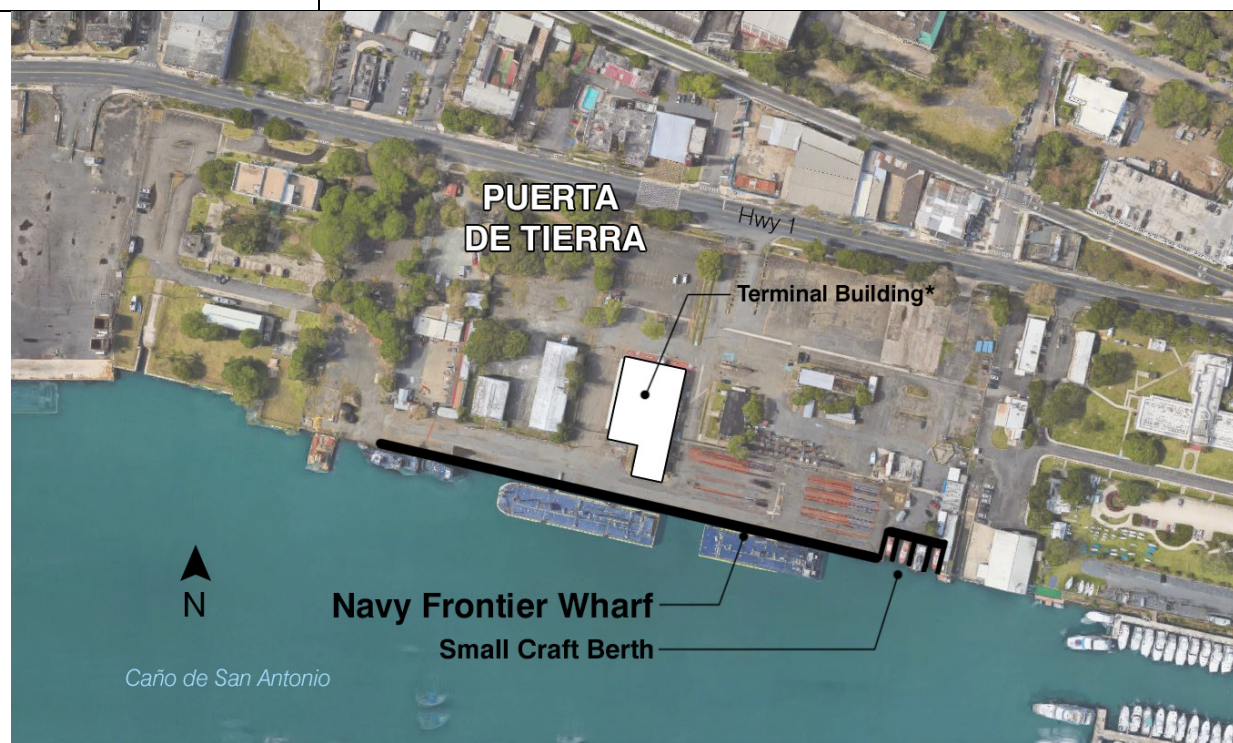 PUERTA
DE TIERRA
Hwy 1
Terminal Building*
Navy Frontier Wharf
Small Craft Berth
N
Caño de San Antonio